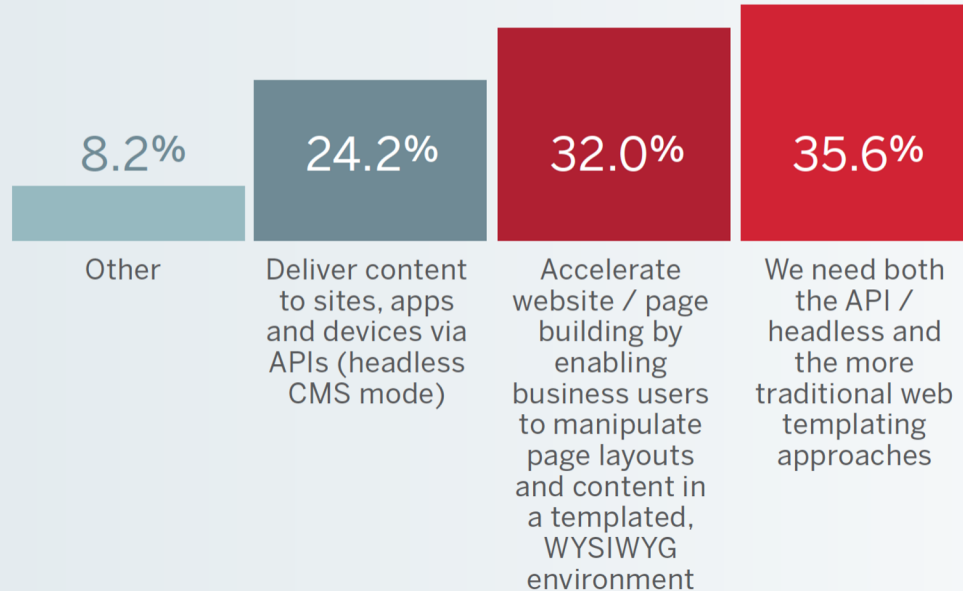 8.2%
24.2%
32.0%
35.6%
Other
Deliver content
to sites, apps
and devices via
APIs (headless
CMS mode)
Accelerate
website / page
building by
enabling
business users
to manipulate
page layouts
and content in
a templated,
WYSIWYG
environment
We need both
the API /
headless and
the more
traditional web
templating
approaches